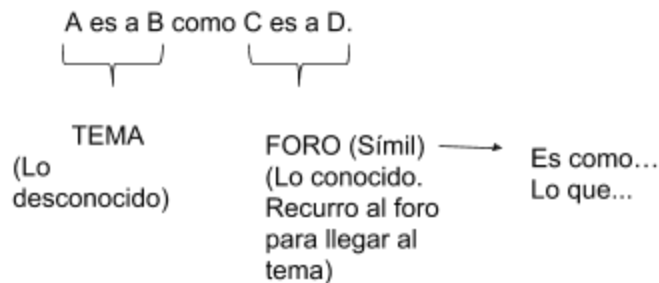 A es a B como C es a D.
TEMA
(Lo
desconocido)
FORO (Símil)
(Lo conocido.
Recurro al foro
para llegar al
tema)
Es como...
Lo que...